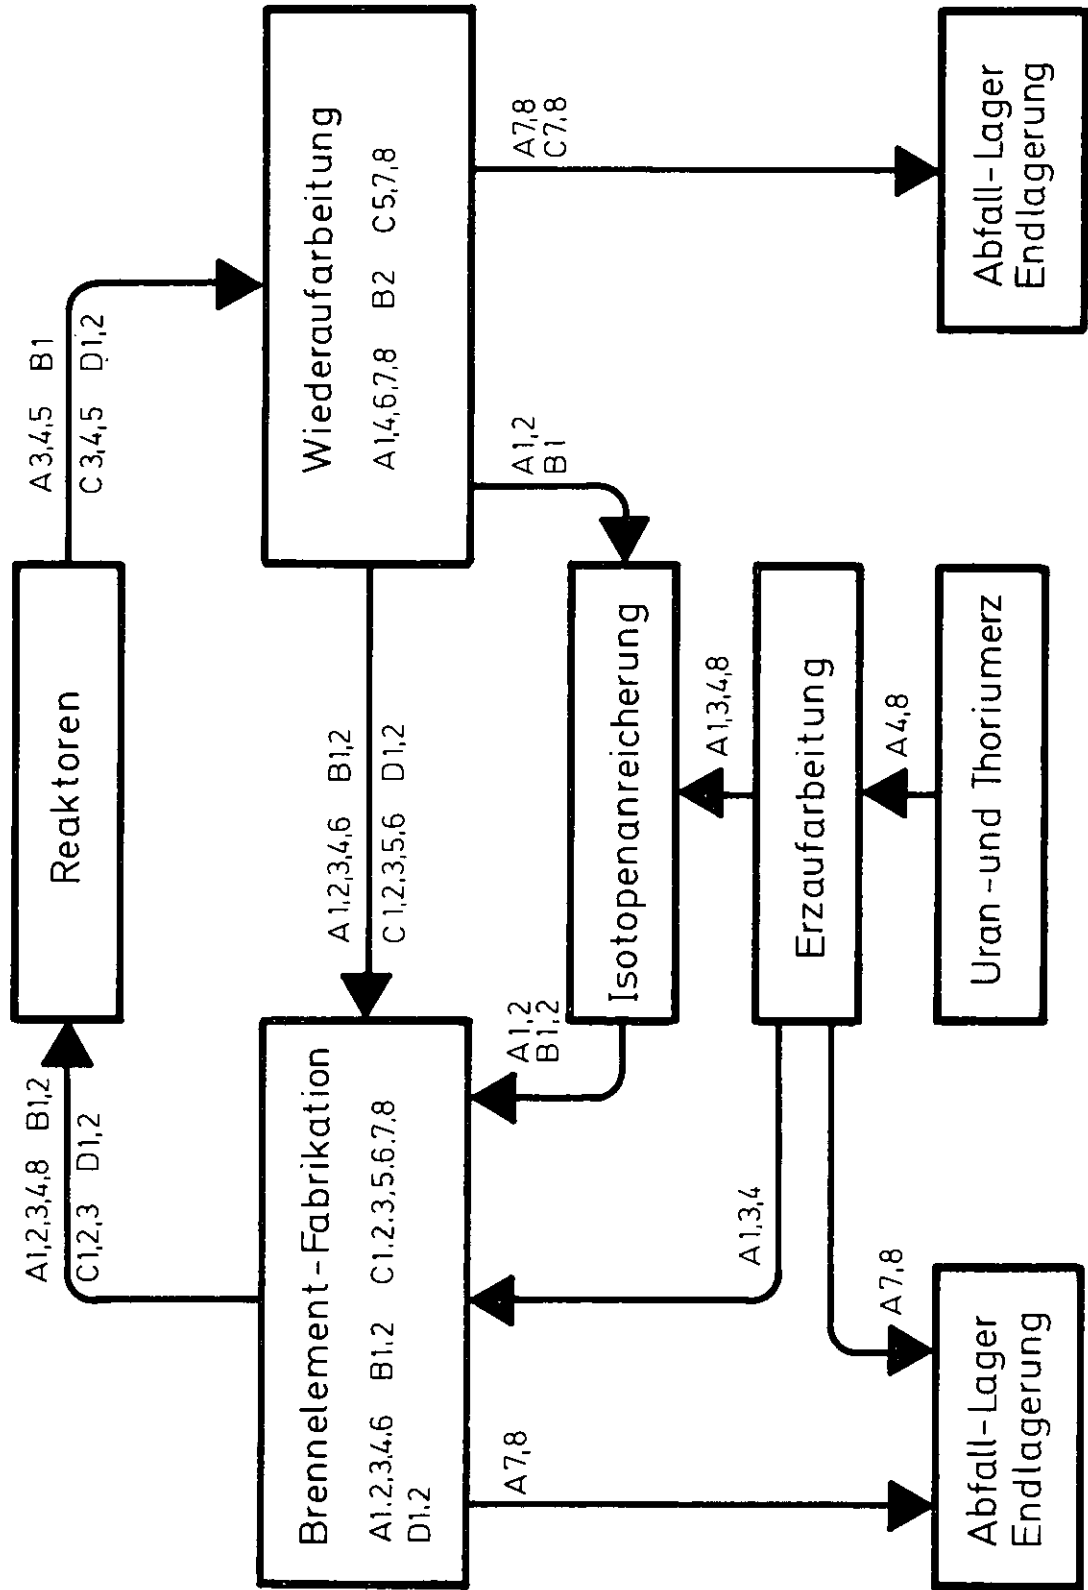 Reaktoren
A1,2,3,4,8 B1,2
C1,2,3 D1,2
A3,4,5 B1
C3,4,5 D1,2
Brennelement-Fabrikation
A1.2,3,4.6 B1.2 C1.2.3,5.6.7,8
D1.2
A1,2,3,4,6 B1,2
C1,2,3,5,6 D1,2
Wiederaufarbeitung
A1,4,6,7,8 B2 C5,7,8
A1,2
B1,2
A1,2
B1
A7,8
C7,8
Isotopenanreicherung
A1,3,4,8
A7,8
A1,3,4
Erzaufarbeitung
A7,8
A4,8
Abfall-Lager
Endlagerung
Uran-und Thoriumerz
Abfall-Lager
Endlagerung